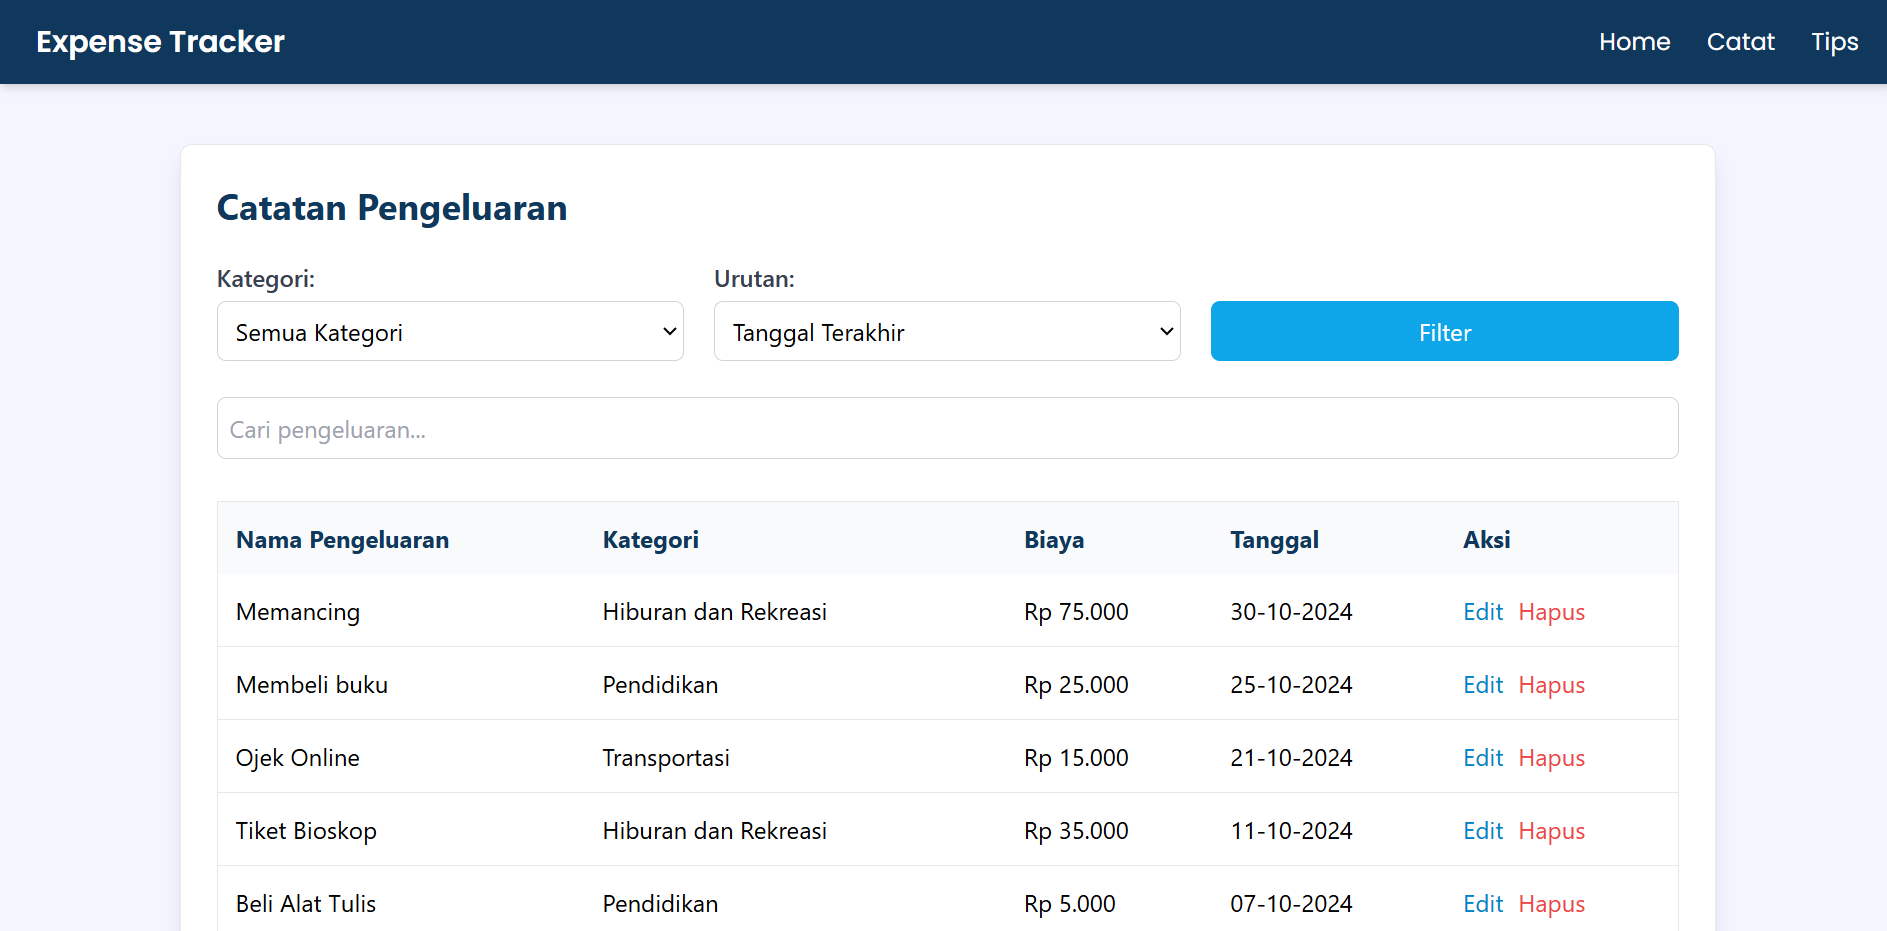 Expense Tracker Home Catat Tips
Catatan Pengeluaran
Kategori: Urutan:
Semua Kategori Tanggal Terakhir Filter
Cari pengeluaran...
Nama Pengeluaran Kategori Biaya Tanggal Aksi
Memancing Hiburan dan Rekreasi Rp 75.000 30-10-2024 Edit Hapus
Membeli buku Pendidikan Rp 25.000 25-10-2024 Edit Hapus
Ojek Online Transportasi Rp 15.000 21-10-2024 Edit Hapus
Tiket Bioskop Hiburan dan Rekreasi Rp 35.000 11-10-2024 Edit Hapus
Beli Alat Tulis Pendidikan Rp 5.000 07-10-2024 Edit Hapus